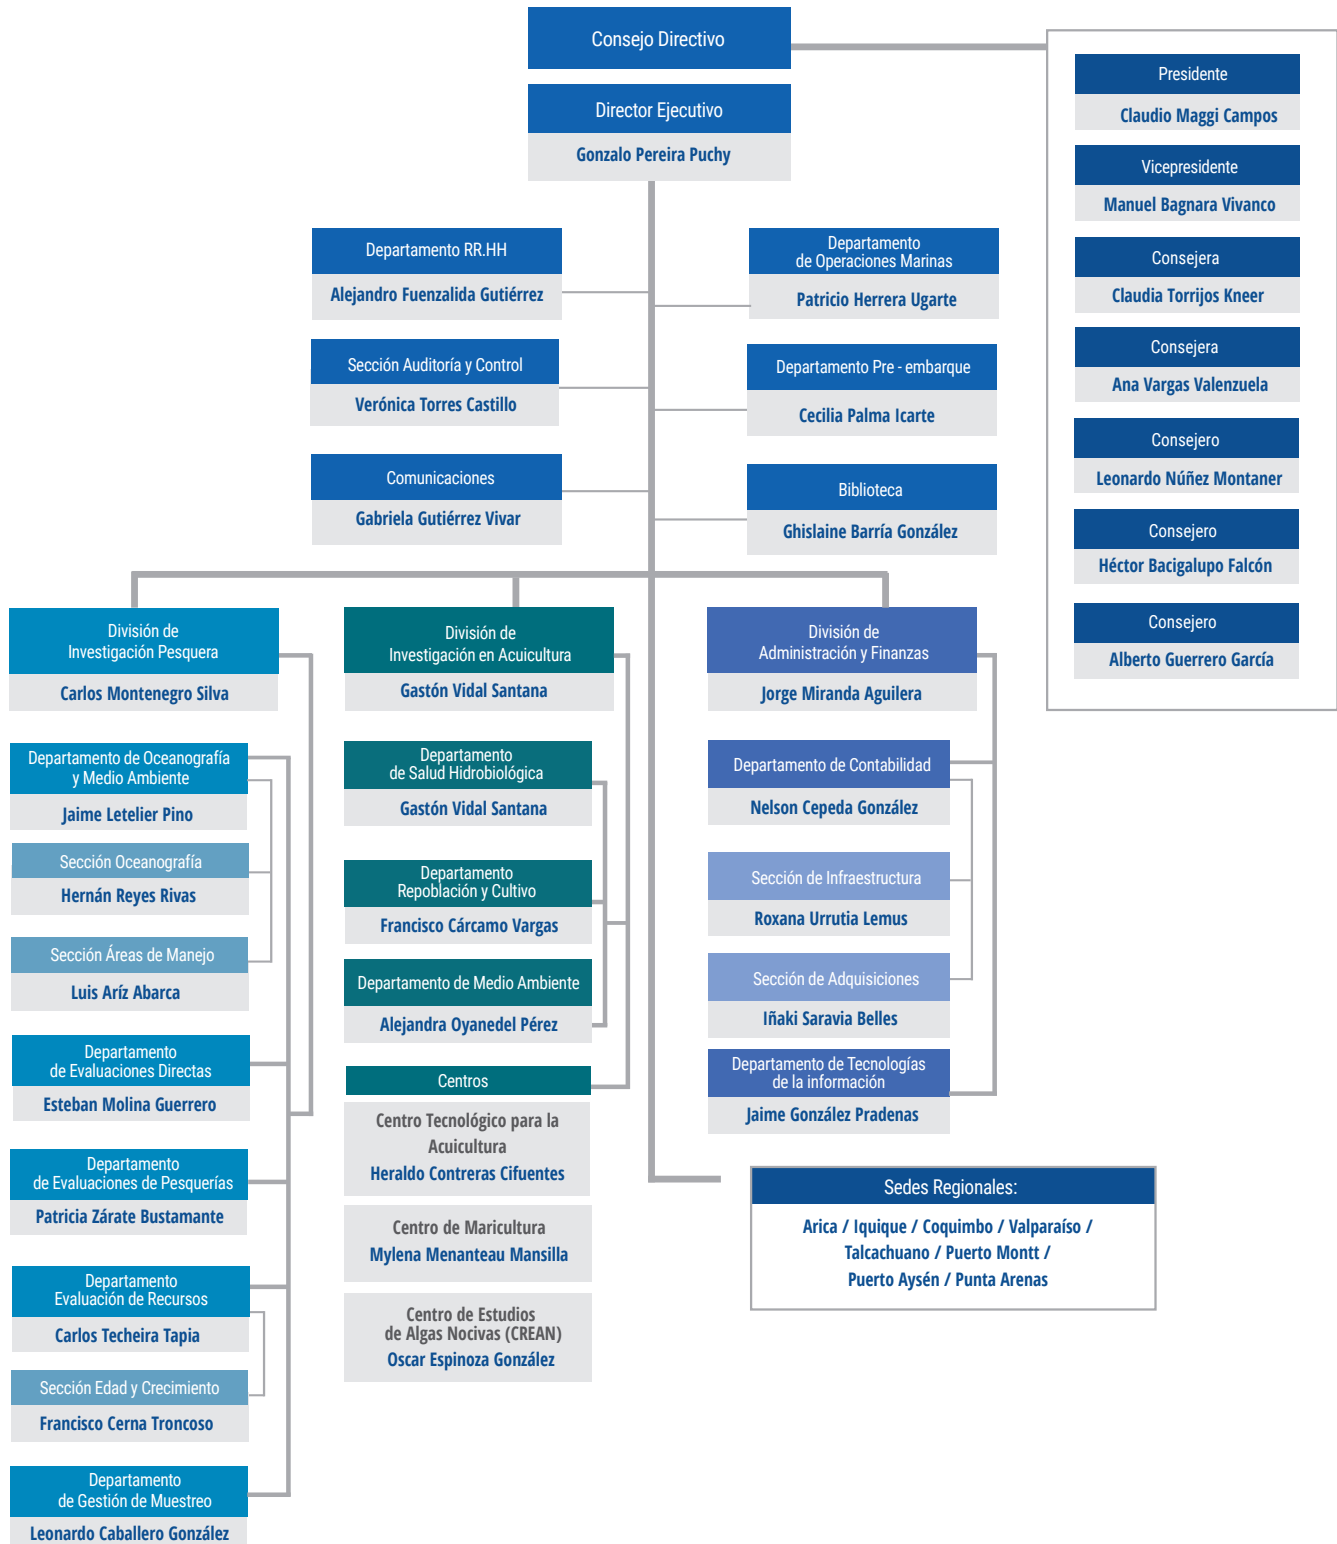 Consejo Directivo
Director Ejecutivo
Gonzalo Pereira Puchy
Presidente
Claudio Maggi Campos
Vicepresidente
Manuel Bagnara Vivanco
Consejera
Claudia Torrijos Kneer
Consejera
Ana Vargas Valenzuela
Consejero
Leonardo Núñez Montaner
Consejero
Héctor Bacigalupo Falcón
Consejero
Alberto Guerrero García
Departamento RR.HH
Alejandro Fuenzalida Gutiérrez
Sección Auditoría y Control
Verónica Torres Castillo
Comunicaciones
Gabriela Gutiérrez Vivar
Departamento
de Operaciones Marinas
Patricio Herrera Ugarte
Departamento Pre - embarque
Cecilia Palma Icarte
Biblioteca
Ghislaine Barría González
División de
Investigación Pesquera
Carlos Montenegro Silva
Departamento de Oceanografía
y Medio Ambiente
Jaime Letelier Pino
Sección Oceanografía
Hernán Reyes Rivas
Sección Áreas de Manejo
Luis Aríz Abarca
Departamento
de Evaluaciones Directas
Esteban Molina Guerrero
Departamento
de Evaluaciones de Pesquerías
Patricia Zárate Bustamante
Departamento
Evaluación de Recursos
Carlos Techeira Tapia
Sección Edad y Crecimiento
Francisco Cerna Troncoso
Departamento
de Gestión de Muestreo
Leonardo Caballero González
División de
Investigación en Acuicultura
Gastón Vidal Santana
Departamento
de Salud Hidrobiológica
Gastón Vidal Santana
Departamento
Repoblación y Cultivo
Francisco Cárcamo Vargas
Departamento de Medio Ambiente
Alejandra Oyanedel Pérez
Centros
Centro Tecnológico para la
Acuicultura
Heraldo Contreras Cifuentes
Centro de Maricultura
Mylena Menanteau Mansilla
Centro de Estudios
de Algas Nocivas (CREAN)
Oscar Espinoza González
División de
Administración y Finanzas
Jorge Miranda Aguilera
Departamento de Contabilidad
Nelson Cepeda González
Sección de Infraestructura
Roxana Urrutia Lemus
Sección de Adquisiciones
Iñaki Saravia Belles
Departamento de Tecnologías
de la información
Jaime González Pradenas
Sedes Regionales:
Arica / Iquique / Coquimbo / Valparaíso /
Talcachuano / Puerto Montt /
Puerto Aysén / Punta Arenas